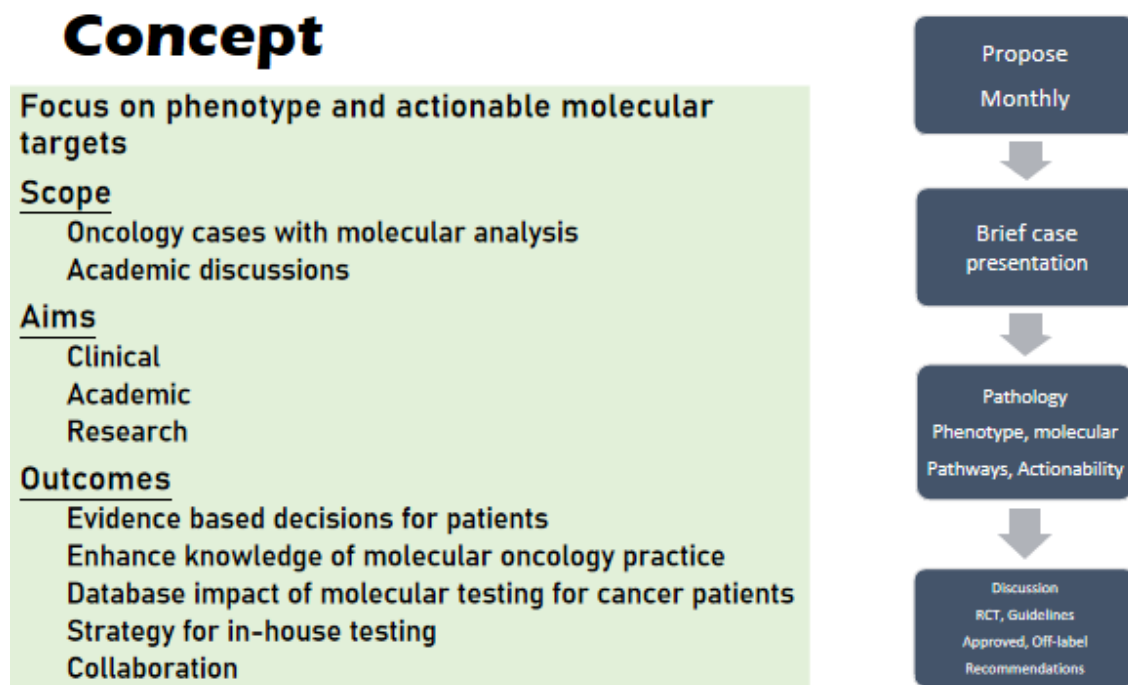 Concept
Focus on phenotype and actionable molecular
targets
Scope
Oncology cases with molecular analysis
Academic discussions
Aims
Clinical
Academic
Research
Outcomes
Evidence based decisions for patients
Enhance knowledge of molecular oncology practice
Database impact of molecular testing for cancer patients
Strategy for in-house testing
Collaboration
Propose
Monthly
Brief case
presentation
Pathology
Phenotype, molecular
Pathways, Actionability
Discussion
RCT, Guidelines
Approved, Off-label
Recommendations